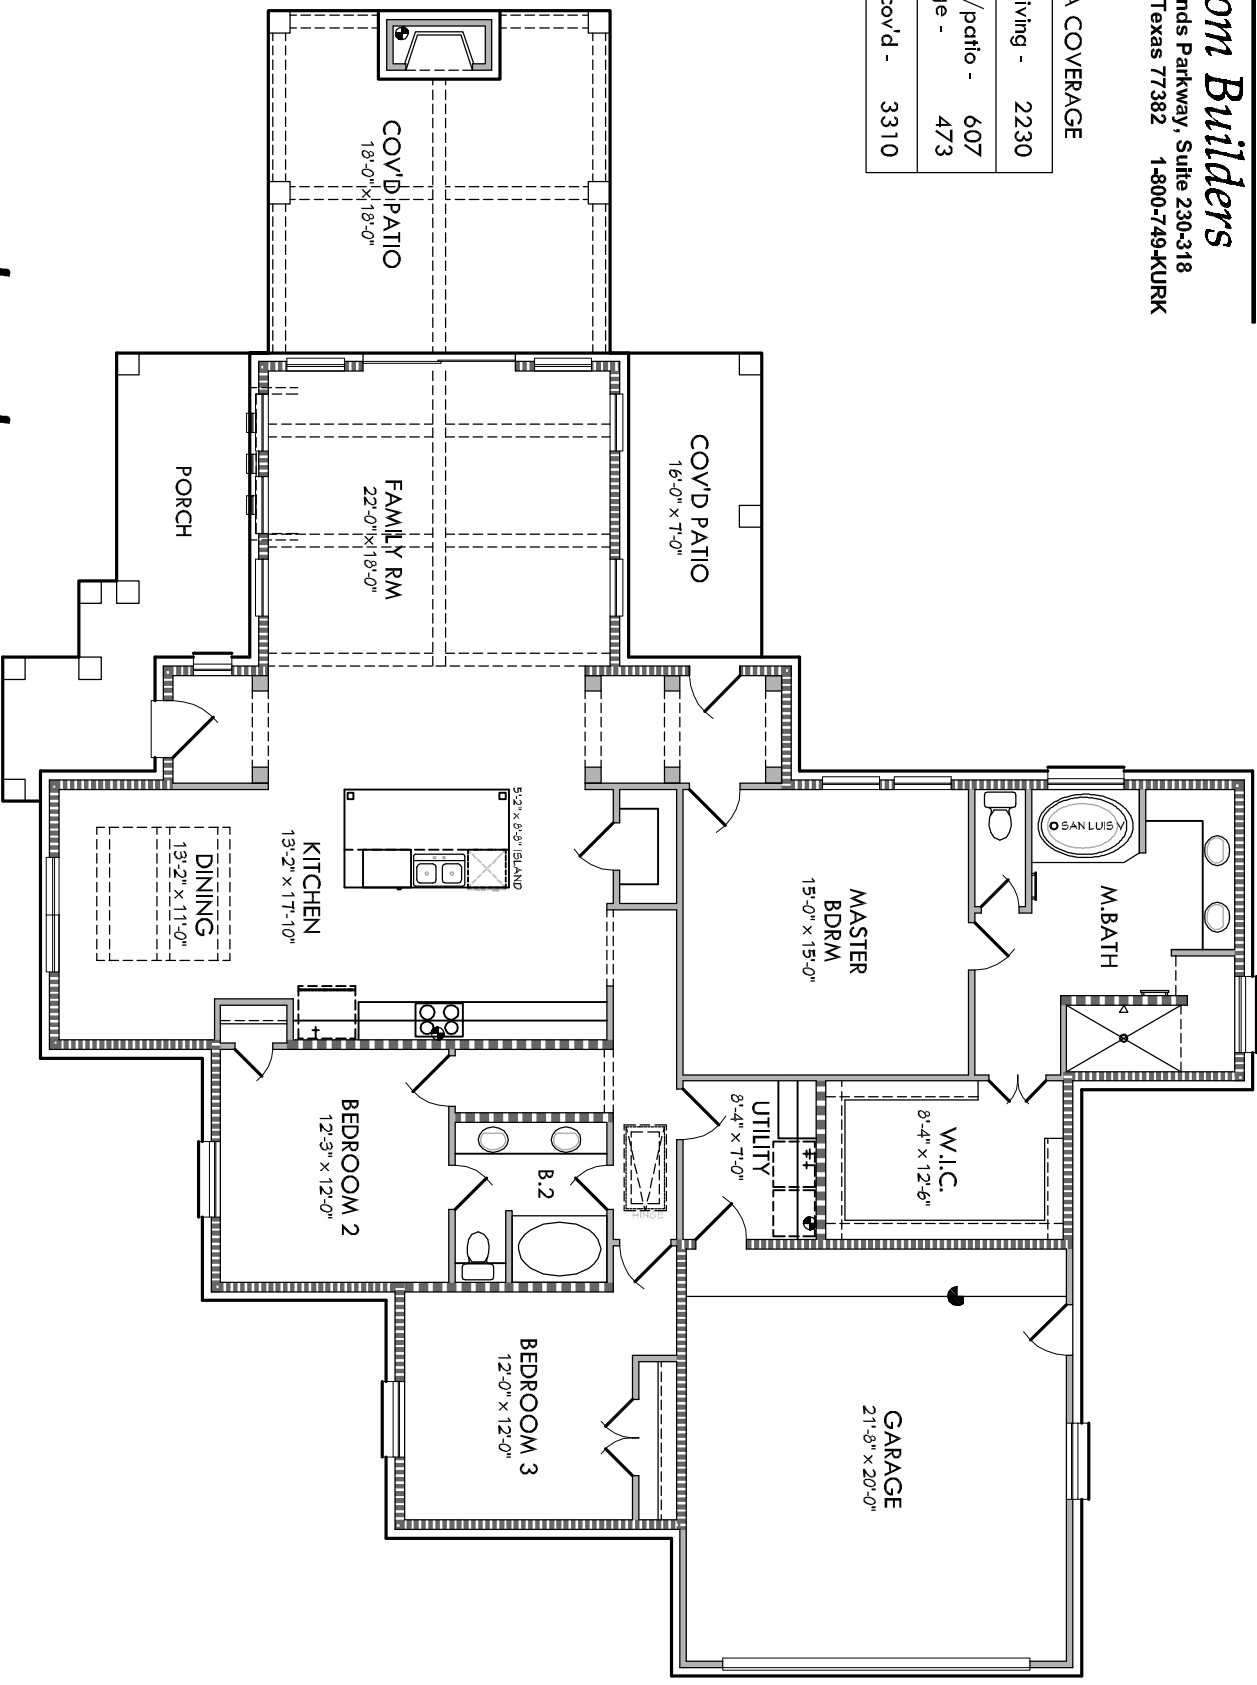 om Builders
nds Parkway, Suite 230-318
Texas 77382 1-800-749-KURK
A COVERAGE
iving - 2230
/patio - 607
ge - 473
cov'd - 3310
COV'D PATIO
18'-0" x 18'-0"
COV'D PATIO
16'-0" x 7'-0"
FAMILY RM
22'-0" x 18'-0"
PORCH
SAN LUIS V
M.BATH
MASTER
BDRM
15'-0" x 15'-0"
5'-2" x 8'-8" ISLAND
KITCHEN
13'-2" x 17'-10"
DINING
13'-2" x 11'-0"
W.I.C.
8'-4" x 12'-6"
UTILITY
8'-4" x 7'-0"
HINGE
B.2
BEDROOM 2
12'-3" x 12'-0"
BEDROOM 3
12'-0" x 12'-0"
GARAGE
21'-8" x 20'-0"